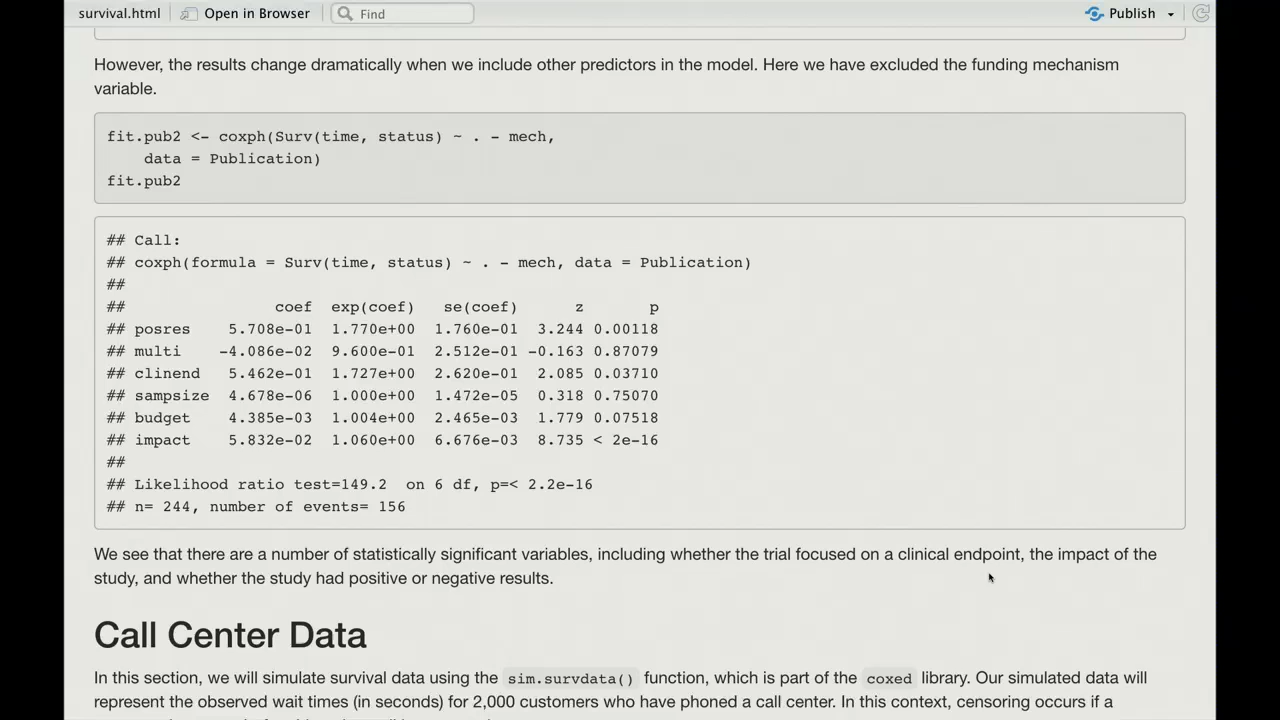 survival.html Open in Browser Find Publish
However, the results change dramatically when we include other predictors in the model. Here we have excluded the funding mechanism
variable.
fit.pub2 <- coxph(Surv(time, status) ~ . - mech,
    data = Publication)
fit.pub2
## Call:
## coxph(formula = Surv(time, status) ~ . - mech, data = Publication)
##
##                coef  exp(coef)   se(coef)      z       p
## posres    5.708e-01  1.770e+00  1.760e-01  3.244 0.00118
## multi    -4.086e-02  9.600e-01  2.512e-01 -0.163 0.87079
## clinend   5.462e-01  1.727e+00  2.620e-01  2.085 0.03710
## sampsize  4.678e-06  1.000e+00  1.472e-05  0.318 0.75070
## budget    4.385e-03  1.004e+00  2.465e-03  1.779 0.07518
## impact    5.832e-02  1.060e+00  6.676e-03  8.735 < 2e-16
##
## Likelihood ratio test=149.2  on 6 df, p=< 2.2e-16
## n= 244, number of events= 156
We see that there are a number of statistically significant variables, including whether the trial focused on a clinical endpoint, the impact of the
study, and whether the study had positive or negative results.
Call Center Data
In this section, we will simulate survival data using the sim.survdata() function, which is part of the coxed library. Our simulated data will
represent the observed wait times (in seconds) for 2,000 customers who have phoned a call center. In this context, censoring occurs if a